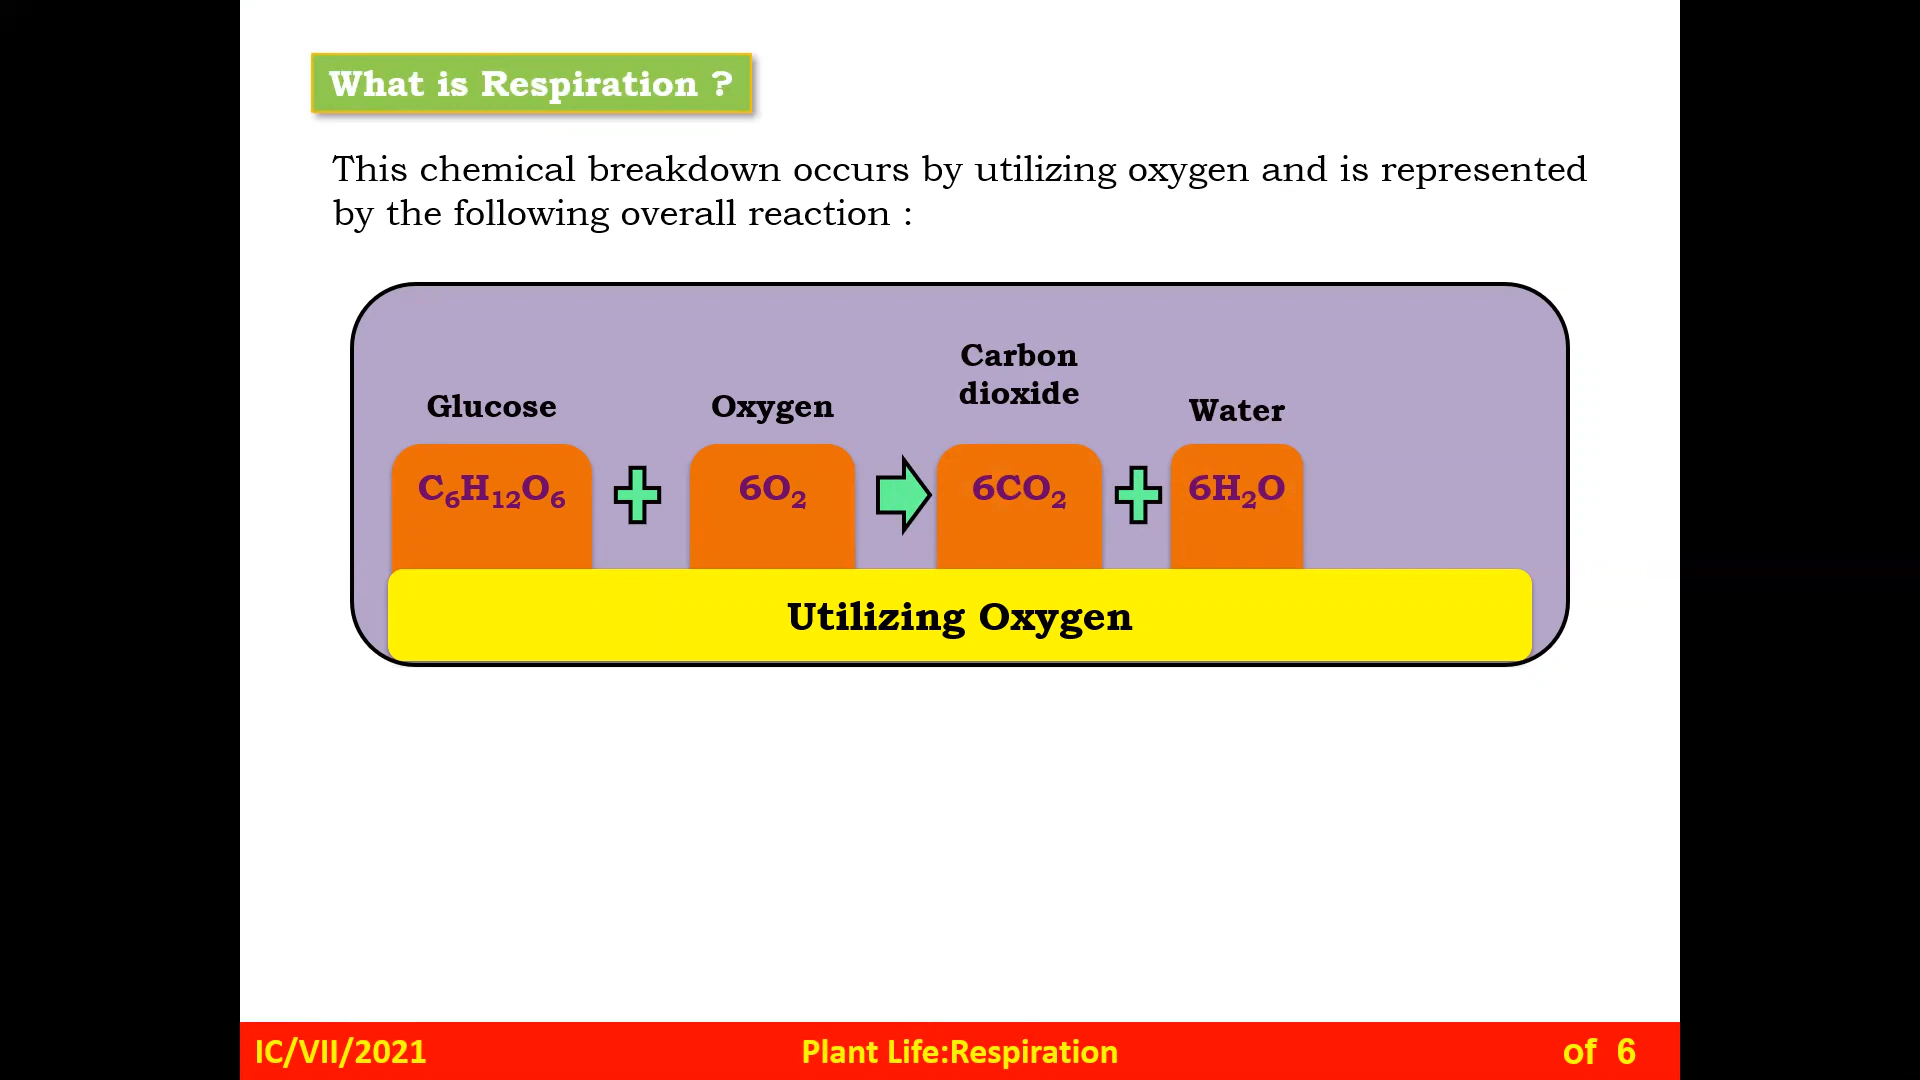 What is Respiration ?
This chemical breakdown occurs by utilizing oxygen and is represented
by the following overall reaction :
Glucose
Oxygen
Carbon
dioxide
Water
C₆H₁₂O₆
6O₂
6CO₂
6H₂O
Utilizing Oxygen
IC/VII/2021
Plant Life:Respiration
of 6